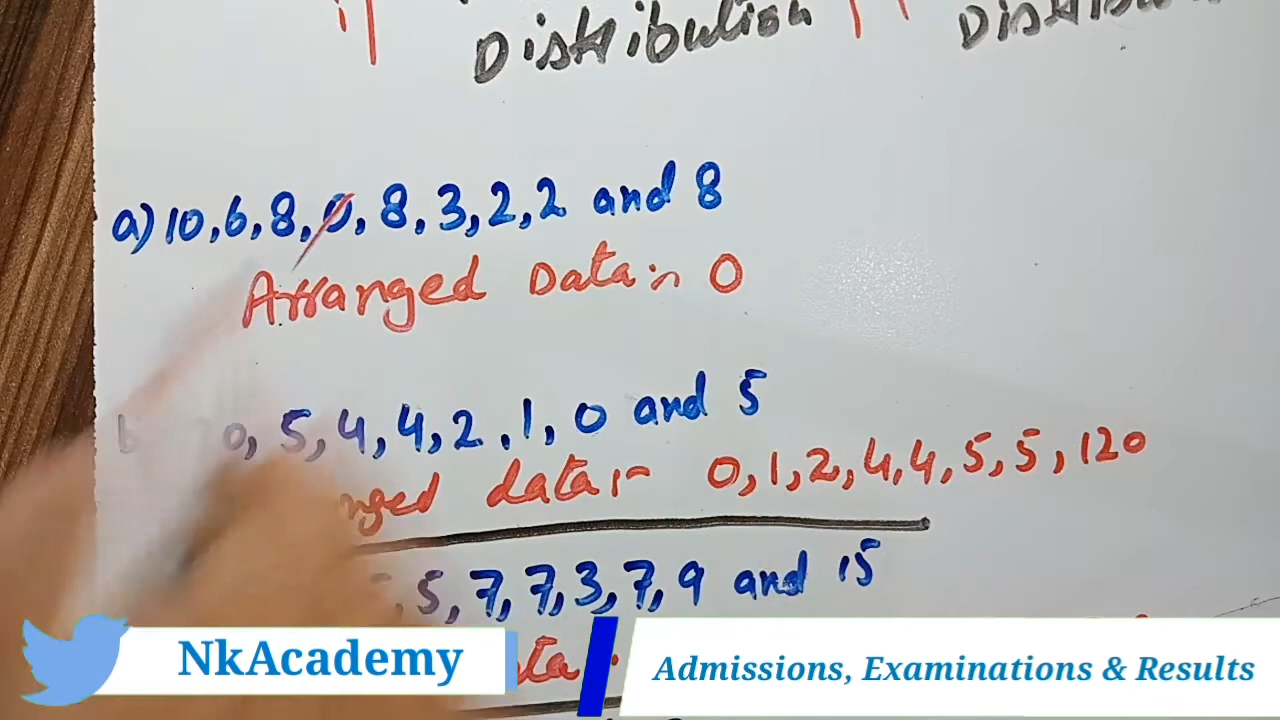 Distribution
a) 10, 6, 8, 0, 8, 3, 2, 2 and 8
Arranged Data:- 0
0, 5, 4, 4, 2, 1, 0 and 5
data:- 0, 1, 2, 4, 4, 5, 5, 120
5, 7, 7, 3, 7, 9 and 15
NkAcademy
Admissions, Examinations & Results